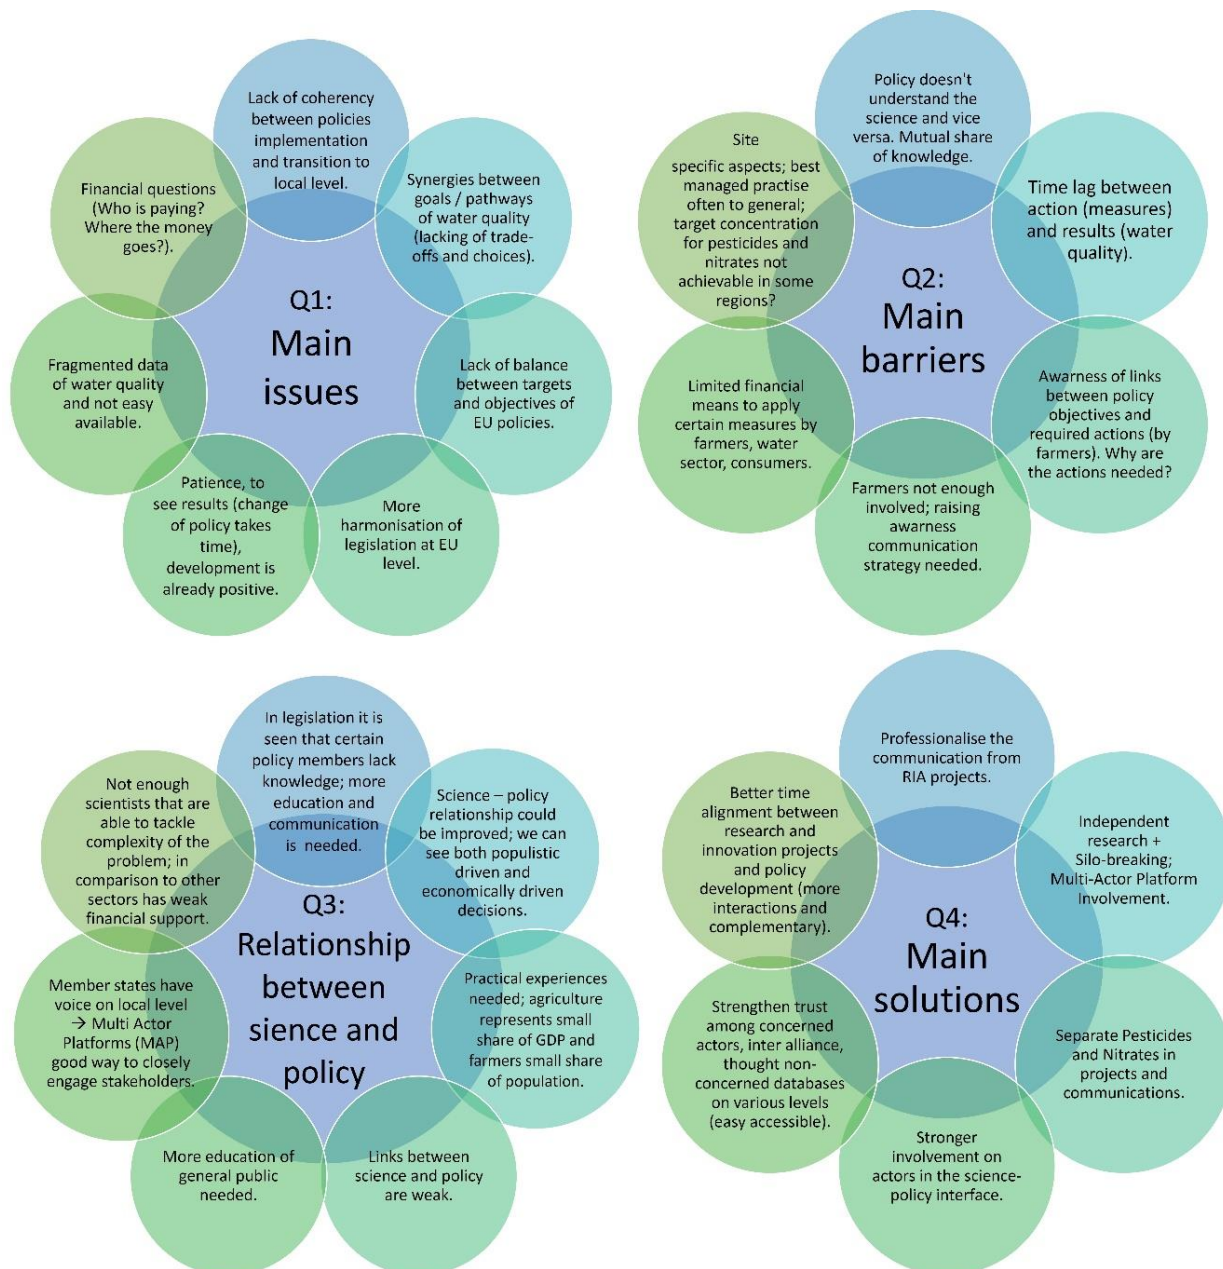 Q1:
Main
issues
Lack of coherency
between policies
implementation
and transition to
local level.
Synergies between
goals / pathways
of water quality
(lacking of trade-
offs and choices).
Lack of balance
between targets
and objectives of
EU policies.
More
harmonisation of
legislation at EU
level.
Patience, to
see results (change
of policy takes
time),
development is
already positive.
Fragmented data
of water quality
and not easy
available.
Financial questions
(Who is paying?
Where the money
goes?).
Q2:
Main
barriers
Policy doesn't
understand the
science and vice
versa. Mutual share
of knowledge.
Time lag between
action (measures)
and results (water
quality).
Awarness of links
between policy
objectives and
required actions (by
farmers). Why are
the actions needed?
Farmers not enough
involved; raising
awarness
communication
strategy needed.
Limited financial
means to apply
certain measures by
farmers, water
sector, consumers.
Site
specific aspects; best
managed practise
often to general;
target concentration
for pesticides and
nitrates not
achievable in some
regions?
Q3:
Relationship
between
sience and
policy
In legislation it is
seen that certain
policy members lack
knowledge; more
education and
communication
is needed.
Science – policy
relationship could
be improved; we can
see both populistic
driven and
economically driven
decisions.
Practical experiences
needed; agriculture
represents small
share of GDP and
farmers small share
of population.
Links between
science and policy
are weak.
More education of
general public
needed.
Member states have
voice on local level
→ Multi Actor
Platforms (MAP)
good way to closely
engage stakeholders.
Not enough
scientists that are
able to tackle
complexity of the
problem; in
comparison to other
sectors has weak
financial support.
Q4:
Main
solutions
Professionalise the
communication from
RIA projects.
Independent
research +
Silo-breaking;
Multi-Actor Platform
Involvement.
Separate Pesticides
and Nitrates in
projects and
communications.
Stronger
involvement on
actors in the science-
policy interface.
Strengthen trust
among concerned
actors, inter alliance,
thought non-
concerned databases
on various levels
(easy accessible).
Better time
alignment between
research and
innovation projects
and policy
development (more
interactions and
complementary).